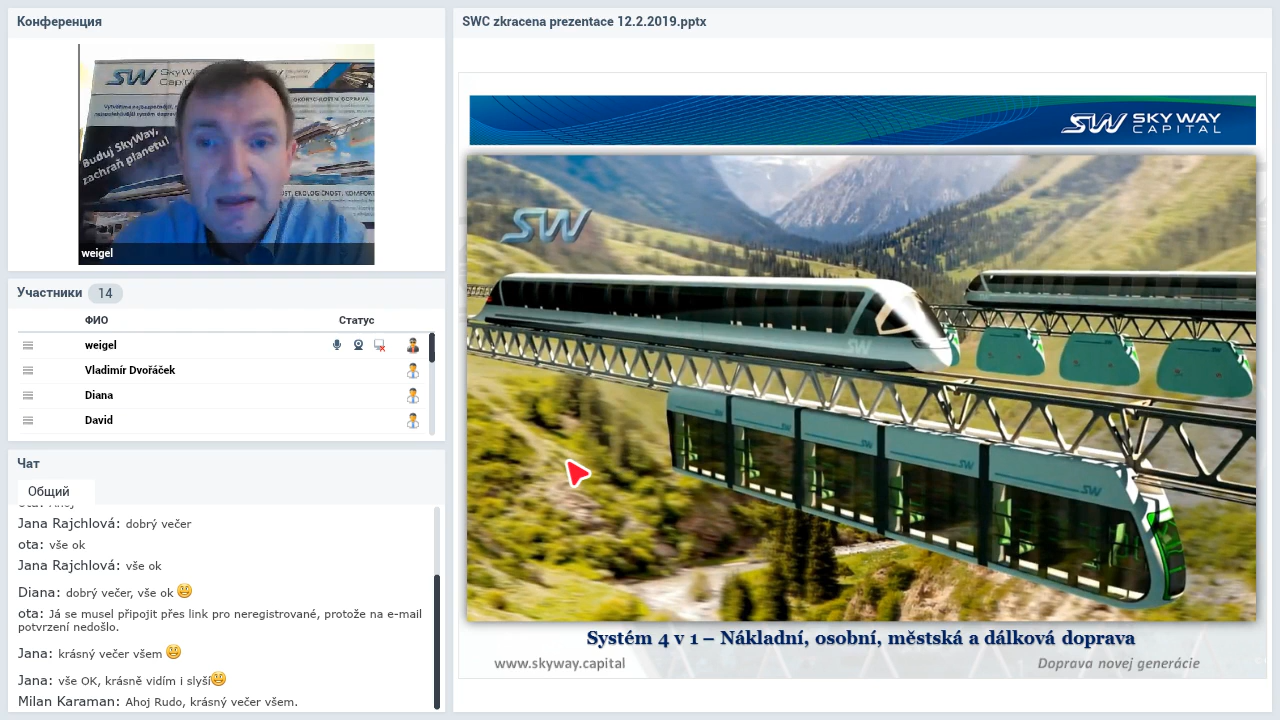 Конференция
SW SkyWay
Capital
Buduj SkyWay,
zachraň planetu!
weigel
Участники 14
ФИО Статус
weigel
Vladimír Dvořáček
Diana
David
Чат
Общий
Jana Rajchlová: dobrý večer
ota: vše ok
Jana Rajchlová: vše ok
Diana: dobrý večer, vše ok
ota: Já se musel připojit přes link pro neregistrované, protože na e-mail
potvrzení nedošlo.
Jana: krásný večer všem
Jana: vše OK, krásně vidím i slyší
Milan Karaman: Ahoj Rudo, krásný večer všem.
SWC zkracena prezentace 12.2.2019.pptx
SW SKY WAY
CAPITAL
SW
SW
SW
SW
Systém 4 v 1 – Nákladní, osobní, městská a dálková doprava
www.skyway.capital
Doprava novej generácie